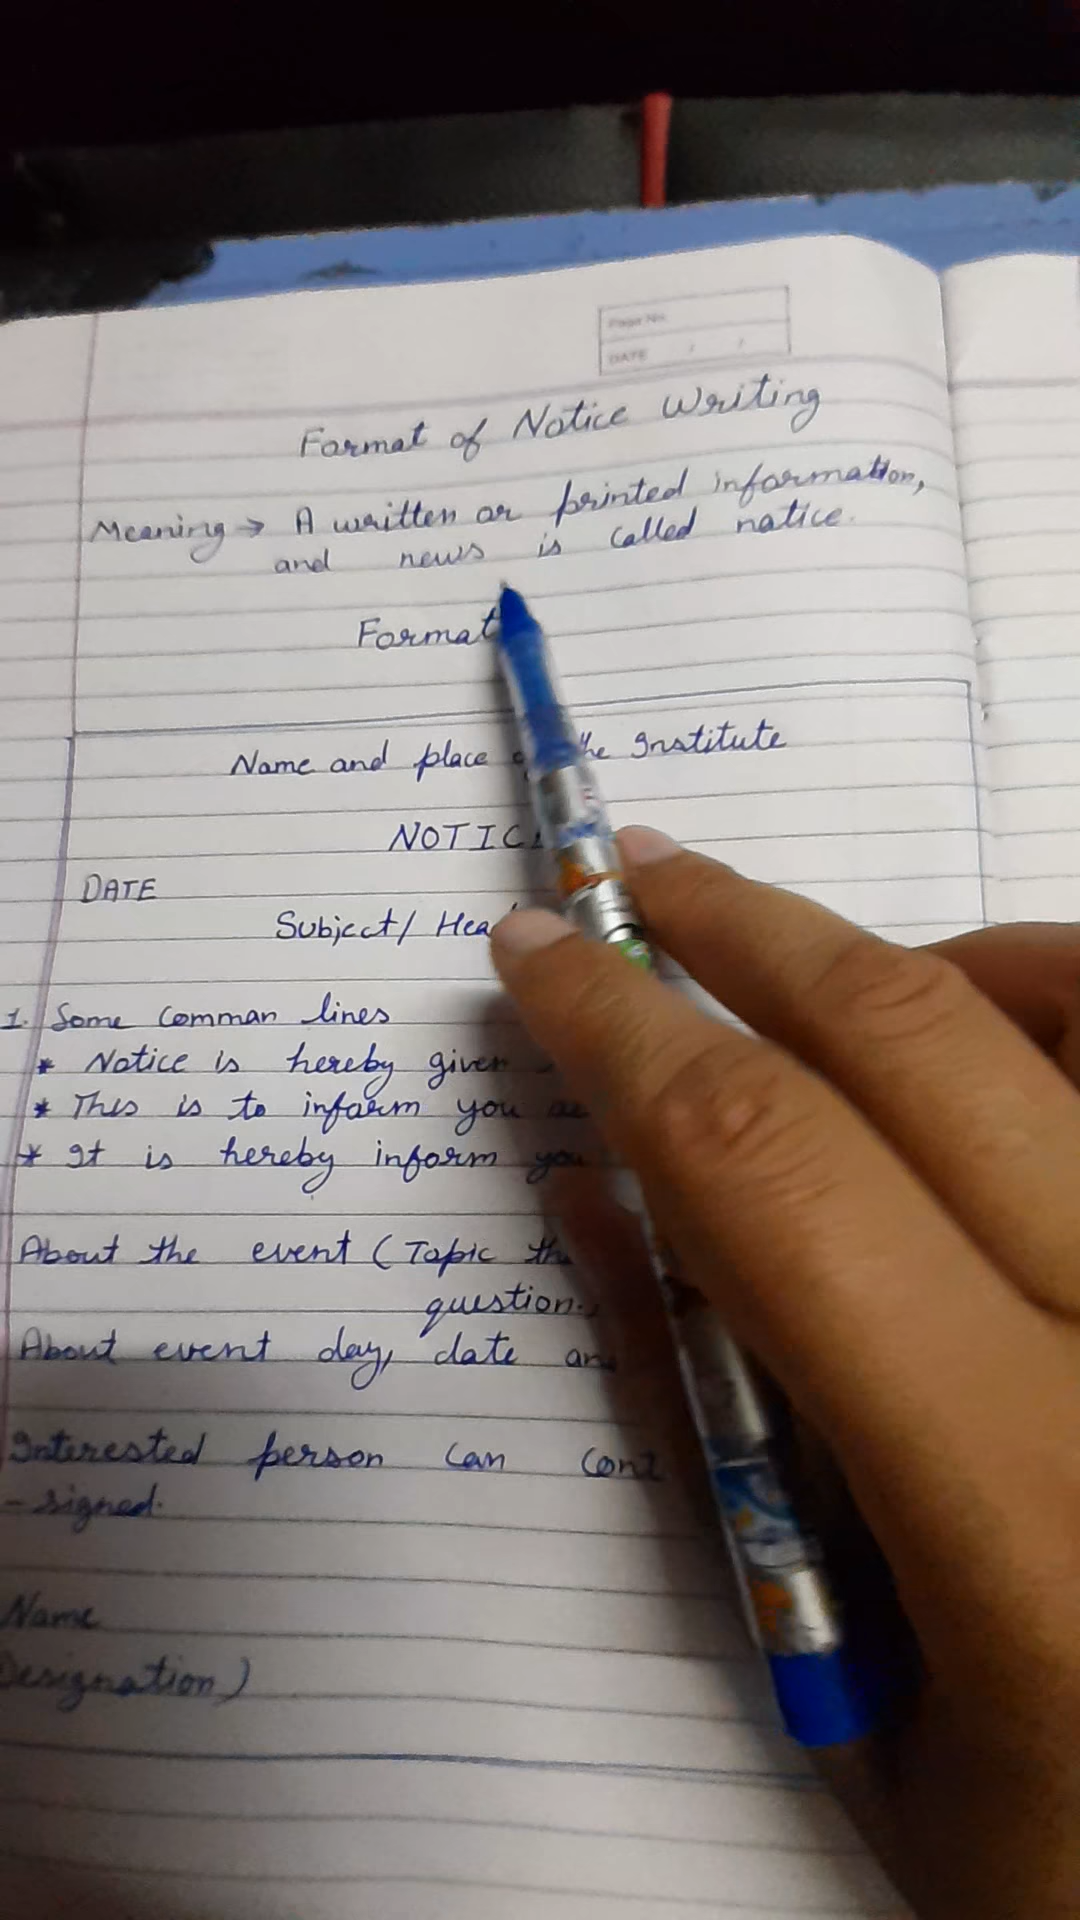 Page No.
DATE / /
Format of Notice Writing
Meaning → A written or printed information,
and news is called notice.
Format
Name and place the Institute
NOTIC
DATE
Subject/ Hea
1. Some comman lines
* Notice is hereby given
* This is to infarm you
* It is hereby inform you
About the event (Topic
question.
About event day, date
Interested person can
-signed.
Name
Designation)